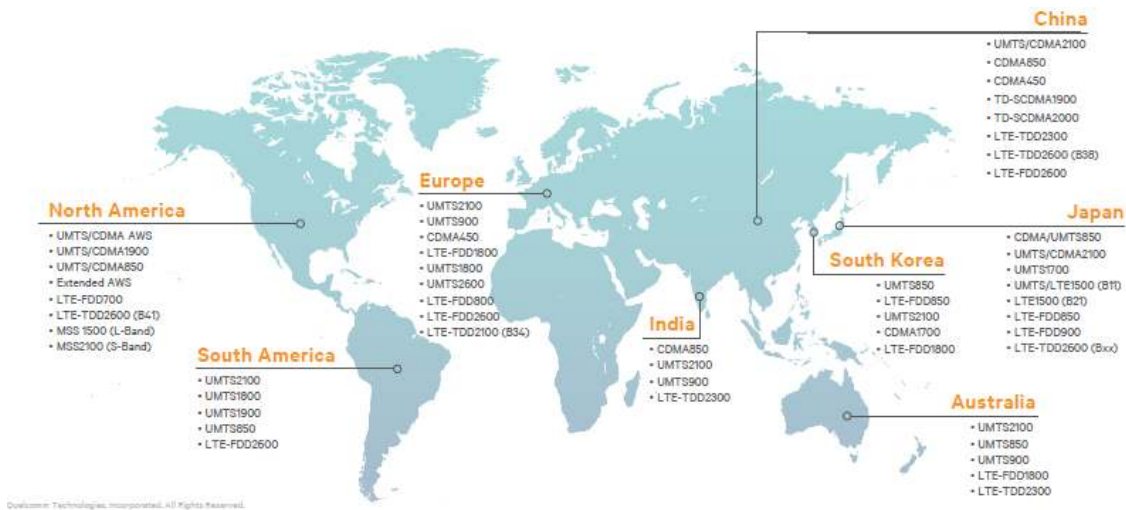 China
• UMTS/CDMA2100
• CDMA850
• CDMA450
• TD-SCDMA1900
• TD-SCDMA2000
• LTE-TDD2300
• LTE-TDD2600 (B38)
• LTE-FDD2600
Europe
• UMTS2100
• UMTS900
• CDMA450
• LTE-FDD1800
• UMTS1800
• UMTS2600
• LTE-FDD800
• LTE-FDD2600
• LTE-TDD2100 (B34)
North America
• UMTS/CDMA AWS
• UMTS/CDMA1900
• UMTS/CDMA850
• Extended AWS
• LTE-FDD700
• LTE-TDD2600 (B41)
• MSS 1500 (L-Band)
• MSS2100 (S-Band)
Japan
• CDMA/UMTS850
• UMTS/CDMA2100
• UMTS1700
• UMTS/LTE1500 (B11)
• LTE1500 (B21)
• LTE-FDD850
• LTE-FDD900
• LTE-TDD2600 (Bxx)
South Korea
• UMTS850
• LTE-FDD850
• UMTS2100
• CDMA1700
• LTE-FDD1800
India
• CDMA850
• UMTS2100
• UMTS900
• LTE-TDD2300
South America
• UMTS2100
• UMTS1800
• UMTS1900
• UMTS850
• LTE-FDD2600
Australia
• UMTS2100
• UMTS850
• UMTS900
• LTE-FDD1800
• LTE-TDD2300
Qualcomm Technologies, Incorporated. All Rights Reserved.